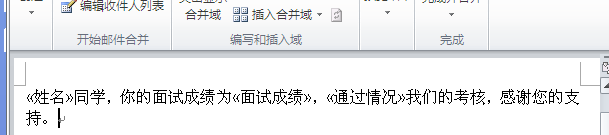 编辑收件人列表
合并域
插入合并域
开始邮件合并
编写和插入域
完成
«姓名»同学，你的面试成绩为«面试成绩»，«通过情况»我们的考核，感谢您的支
持。